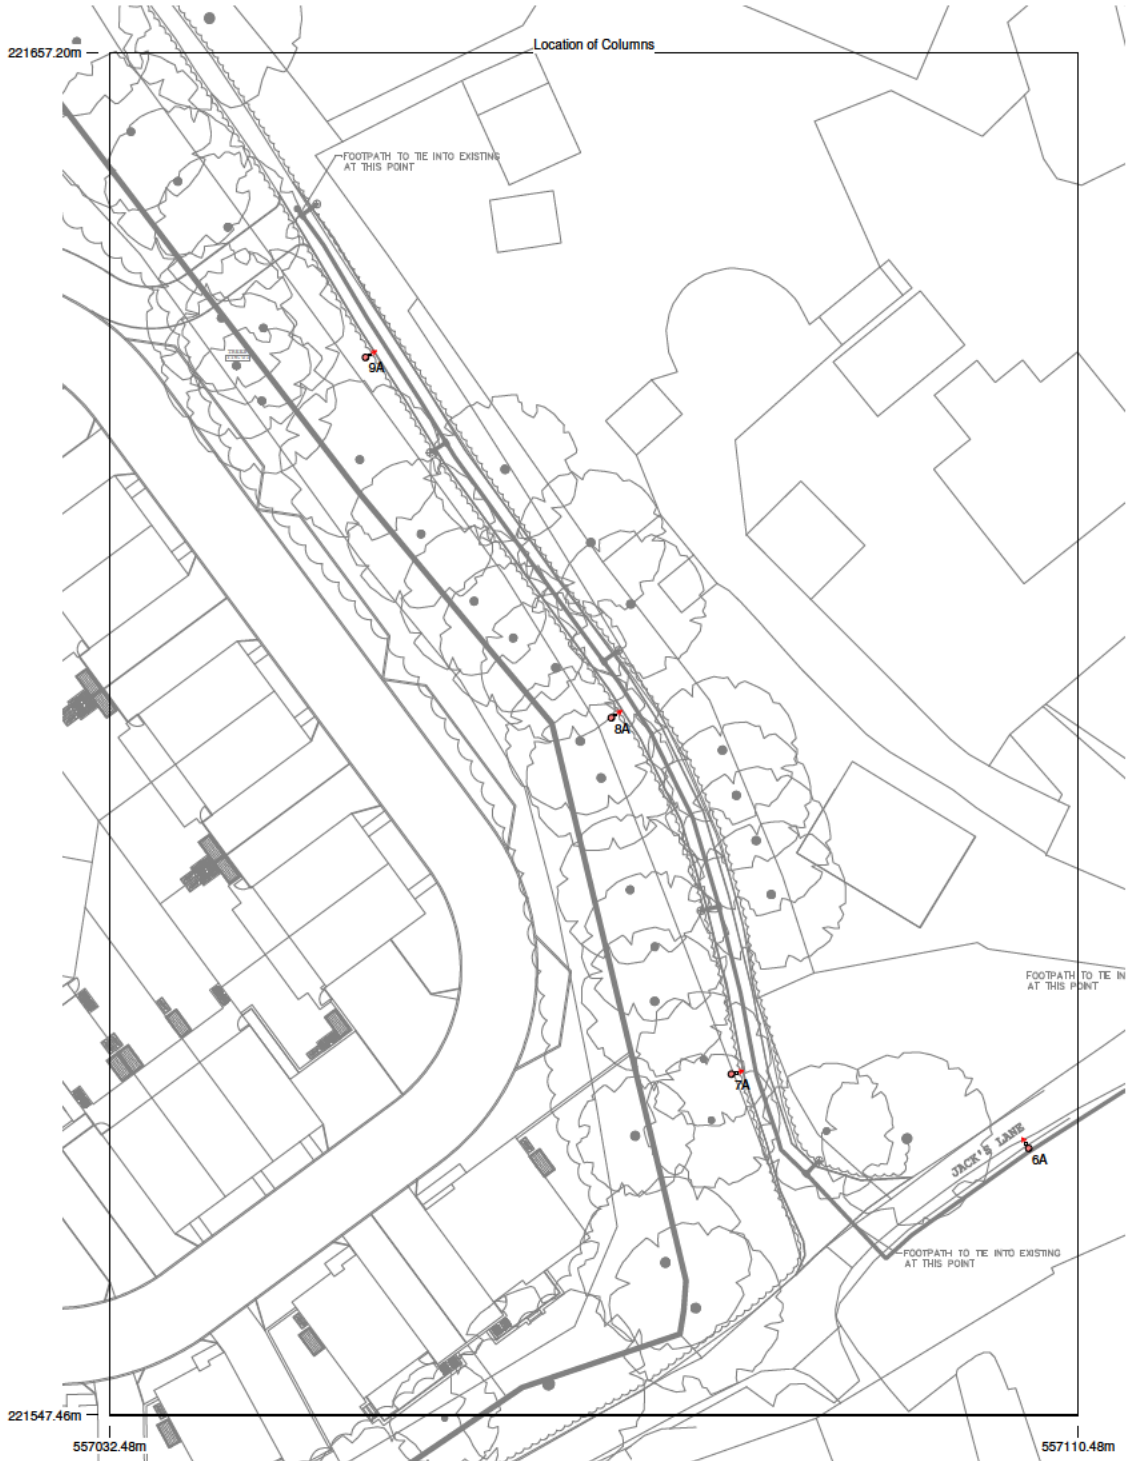 Location of Columns
221657.20m
FOOTPATH TO TIE INTO EXISTING
AT THIS POINT
9A
8A
FOOTPATH TO TIE IN
AT THIS POINT
7A
JACK'S LANE
6A
FOOTPATH TO TIE INTO EXISTING
AT THIS POINT
221547.46m
557032.48m
557110.48m